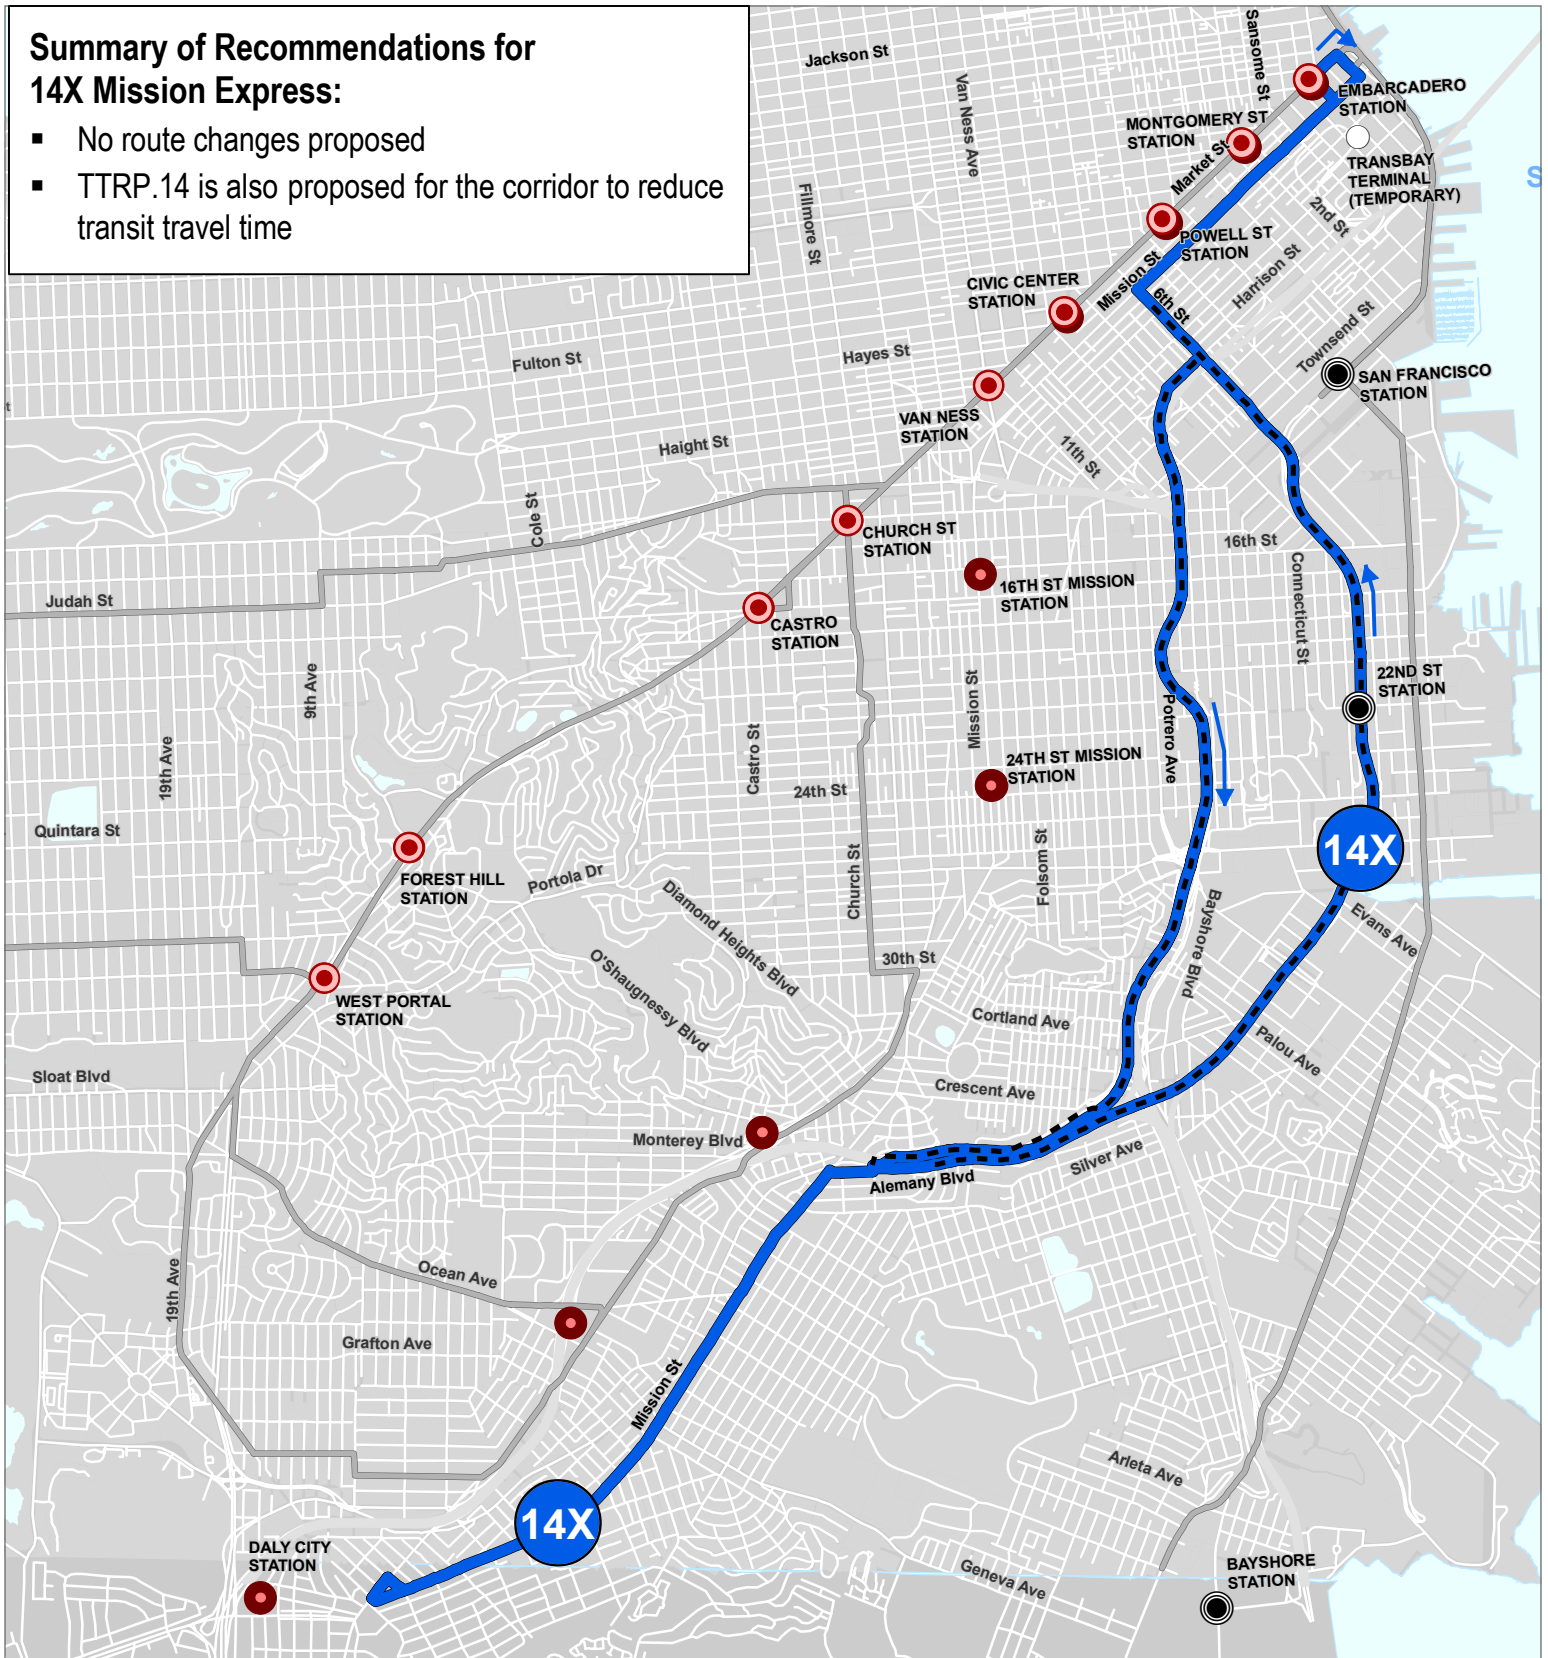 Summary of Recommendations for
14X Mission Express:
▪ No route changes proposed
▪ TTRP.14 is also proposed for the corridor to reduce
transit travel time
Jackson St
Sansome St
Van Ness Ave
EMBARCADERO
STATION
MONTGOMERY ST
STATION
Market St
TRANSBAY
TERMINAL
(TEMPORARY)
S
Fillmore St
2nd St
POWELL ST
STATION
Mission St
Harrison St
CIVIC CENTER
STATION
6th St
Townsend St
Fulton St
Hayes St
SAN FRANCISCO
STATION
t
VAN NESS
STATION
Haight St
11th St
Cole St
CHURCH ST
STATION
16th St
Connecticut St
16TH ST MISSION
STATION
Judah St
CASTRO
STATION
9th Ave
22ND ST
STATION
Mission St
Potrero Ave
19th Ave
Castro St
24TH ST MISSION
STATION
24th St
Quintara St
14X
Folsom St
Church St
FOREST HILL
STATION
Portola Dr
Diamond Heights Blvd
Bayshore Blvd
Evans Ave
O'Shaugnessy Blvd
30th St
WEST PORTAL
STATION
Cortland Ave
Palou Ave
Sloat Blvd
Crescent Ave
Monterey Blvd
Silver Ave
Alemany Blvd
19th Ave
Ocean Ave
Grafton Ave
Mission St
Arleta Ave
14X
DALY CITY
STATION
Geneva Ave
BAYSHORE
STATION